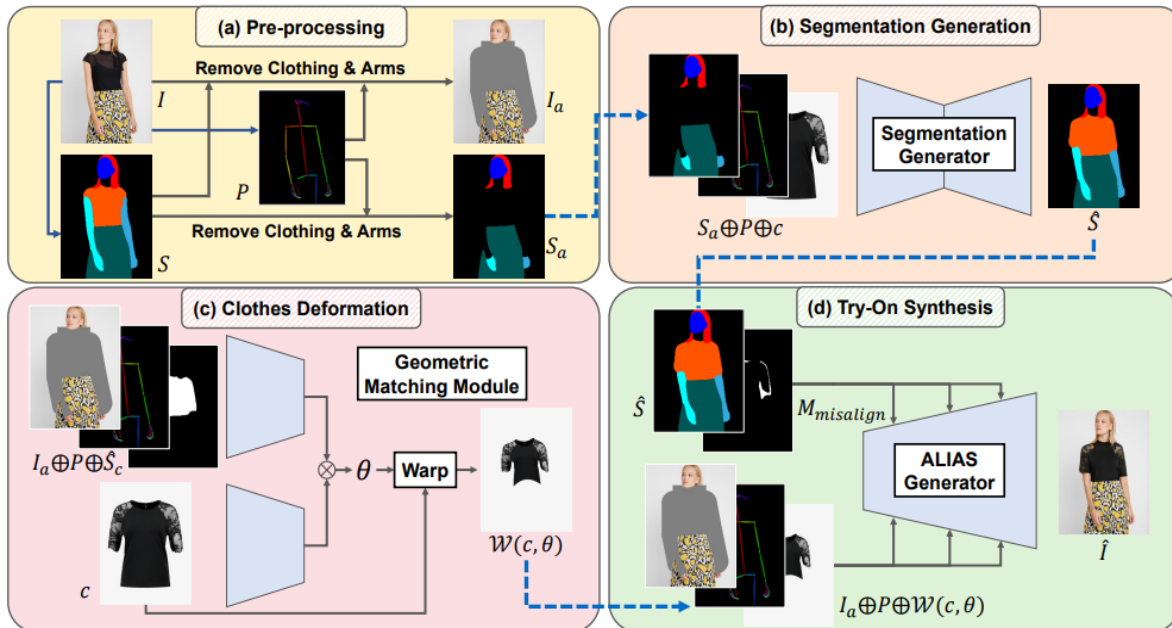 (a) Pre-processing
Remove Clothing & Arms
I
I_a
P
Remove Clothing & Arms
S
S_a
(b) Segmentation Generation
Segmentation
Generator
S_a⊕P⊕c
Ŝ
(c) Clothes Deformation
Geometric
Matching Module
I_a⊕P⊕Ŝ_c
θ
Warp
c
𝒲(c, θ)
(d) Try-On Synthesis
Ŝ
M_misalign
ALIAS
Generator
Î
I_a⊕P⊕𝒲(c, θ)